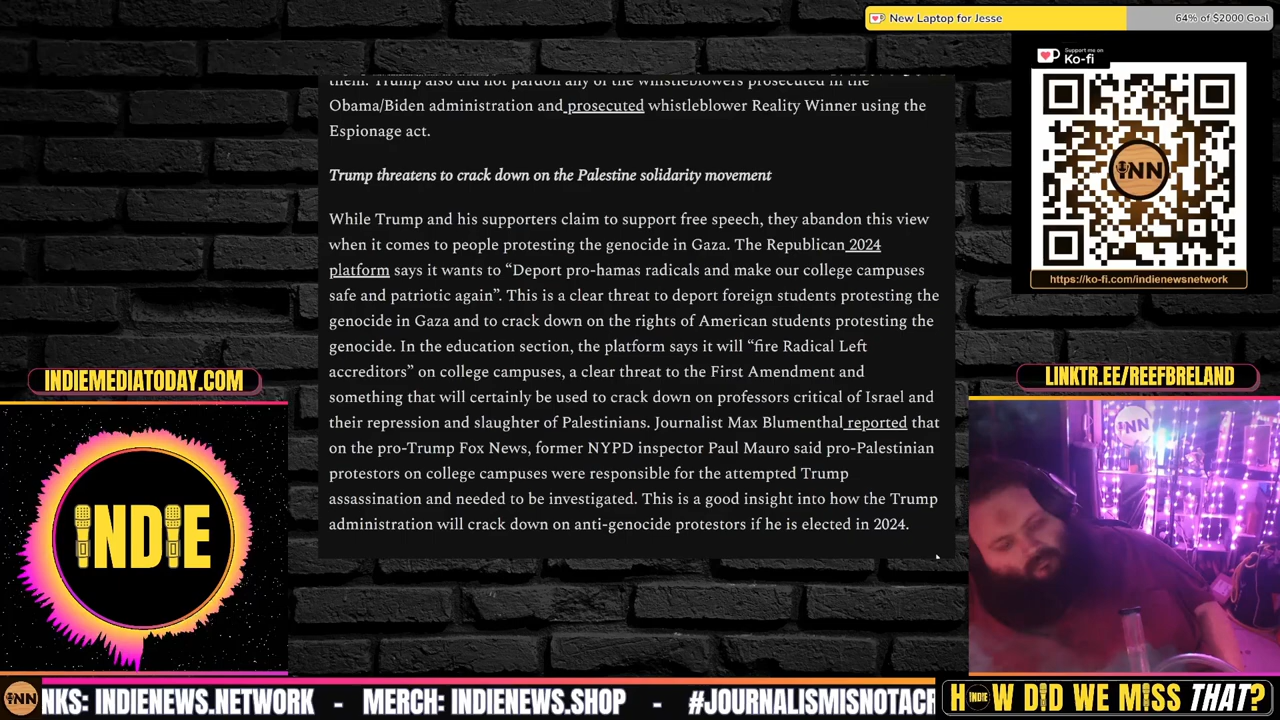 New Laptop for Jesse
64% of $2000 Goal
Support me on
Ko-fi
iNN
https://ko-fi.com/indienewsnetwork
Obama/Biden administration and prosecuted whistleblower Reality Winner using the
Espionage act.
Trump threatens to crack down on the Palestine solidarity movement
While Trump and his supporters claim to support free speech, they abandon this view
when it comes to people protesting the genocide in Gaza. The Republican 2024
platform says it wants to “Deport pro-hamas radicals and make our college campuses
safe and patriotic again”. This is a clear threat to deport foreign students protesting the
genocide in Gaza and to crack down on the rights of American students protesting the
genocide. In the education section, the platform says it will “fire Radical Left
accreditors” on college campuses, a clear threat to the First Amendment and
something that will certainly be used to crack down on professors critical of Israel and
their repression and slaughter of Palestinians. Journalist Max Blumenthal reported that
on the pro-Trump Fox News, former NYPD inspector Paul Mauro said pro-Palestinian
protestors on college campuses were responsible for the attempted Trump
assassination and needed to be investigated. This is a good insight into how the Trump
administration will crack down on anti-genocide protestors if he is elected in 2024.
INDIEMEDIATODAY.COM
INDIE
LINKTR.EE/REEFBRELAND
iNN
iNN
NKS: INDIENEWS.NETWORK - MERCH: INDIENEWS.SHOP - #JOURNALISMISNOTACR
HOW DID WE MISS THAT?